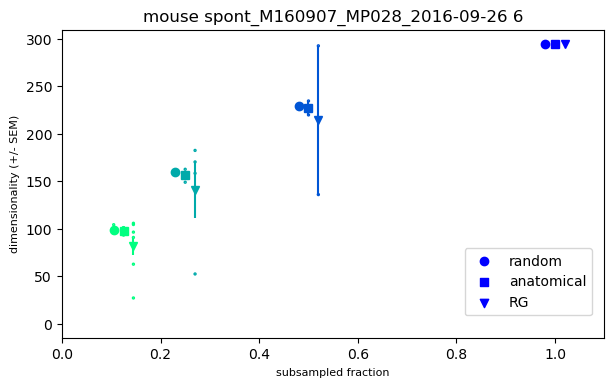 mouse spont_M160907_MP028_2016-09-26 6
dimensionality (+/- SEM)
300
250
200
150
100
50
0
random
anatomical
RG
0.0 0.2 0.4 0.6 0.8 1.0
subsampled fraction